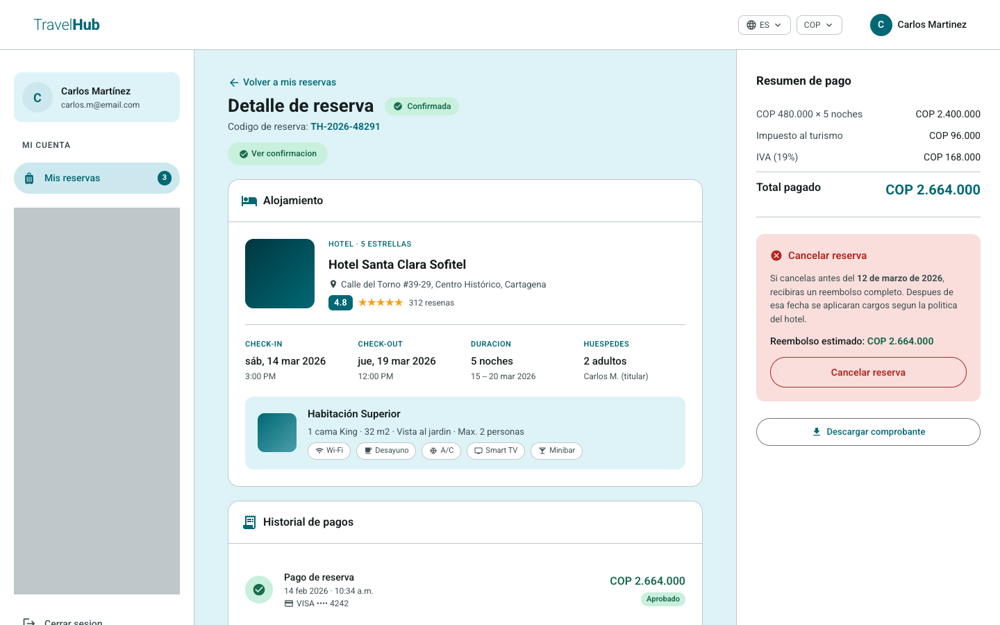 TravelHub
ES
COP
C
Carlos Martinez
C
Carlos Martínez
carlos.m@email.com
MI CUENTA
Mis reservas
3
Cerrar sesion
Volver a mis reservas
Detalle de reserva
Confirmada
Codigo de reserva: TH-2026-48291
Ver confirmacion
Alojamiento
HOTEL · 5 ESTRELLAS
Hotel Santa Clara Sofitel
Calle del Torno #39-29, Centro Histórico, Cartagena
4.8 ★★★★★ 312 resenas
CHECK-IN
sáb, 14 mar 2026
3:00 PM
CHECK-OUT
jue, 19 mar 2026
12:00 PM
DURACION
5 noches
15 – 20 mar 2026
HUESPEDES
2 adultos
Carlos M. (titular)
Habitación Superior
1 cama King · 32 m2 · Vista al jardin · Max. 2 personas
Wi-Fi
Desayuno
A/C
Smart TV
Minibar
Historial de pagos
Pago de reserva
14 feb 2026 · 10:34 a.m.
VISA •••• 4242
COP 2.664.000
Aprobado
Resumen de pago
COP 480.000 × 5 noches COP 2.400.000
Impuesto al turismo COP 96.000
IVA (19%) COP 168.000
Total pagado COP 2.664.000
Cancelar reserva
Si cancelas antes del 12 de marzo de 2026,
recibiras un reembolso completo. Despues de
esa fecha se aplicaran cargos segun la politica
del hotel.
Reembolso estimado: COP 2.664.000
Cancelar reserva
Descargar comprobante